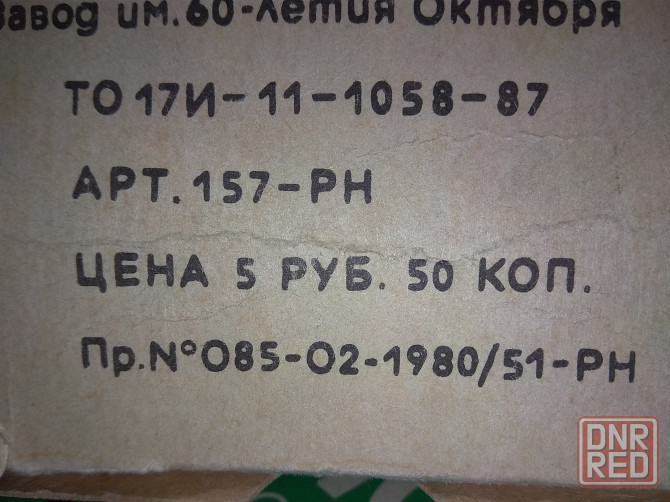 Завод им.60-летия Октября
ТО 17И-11-1058-87
АРТ. 157-РН
ЦЕНА 5 РУБ. 50 КОП.
Пр.№085-02-1980/51-РН
DNR
RED